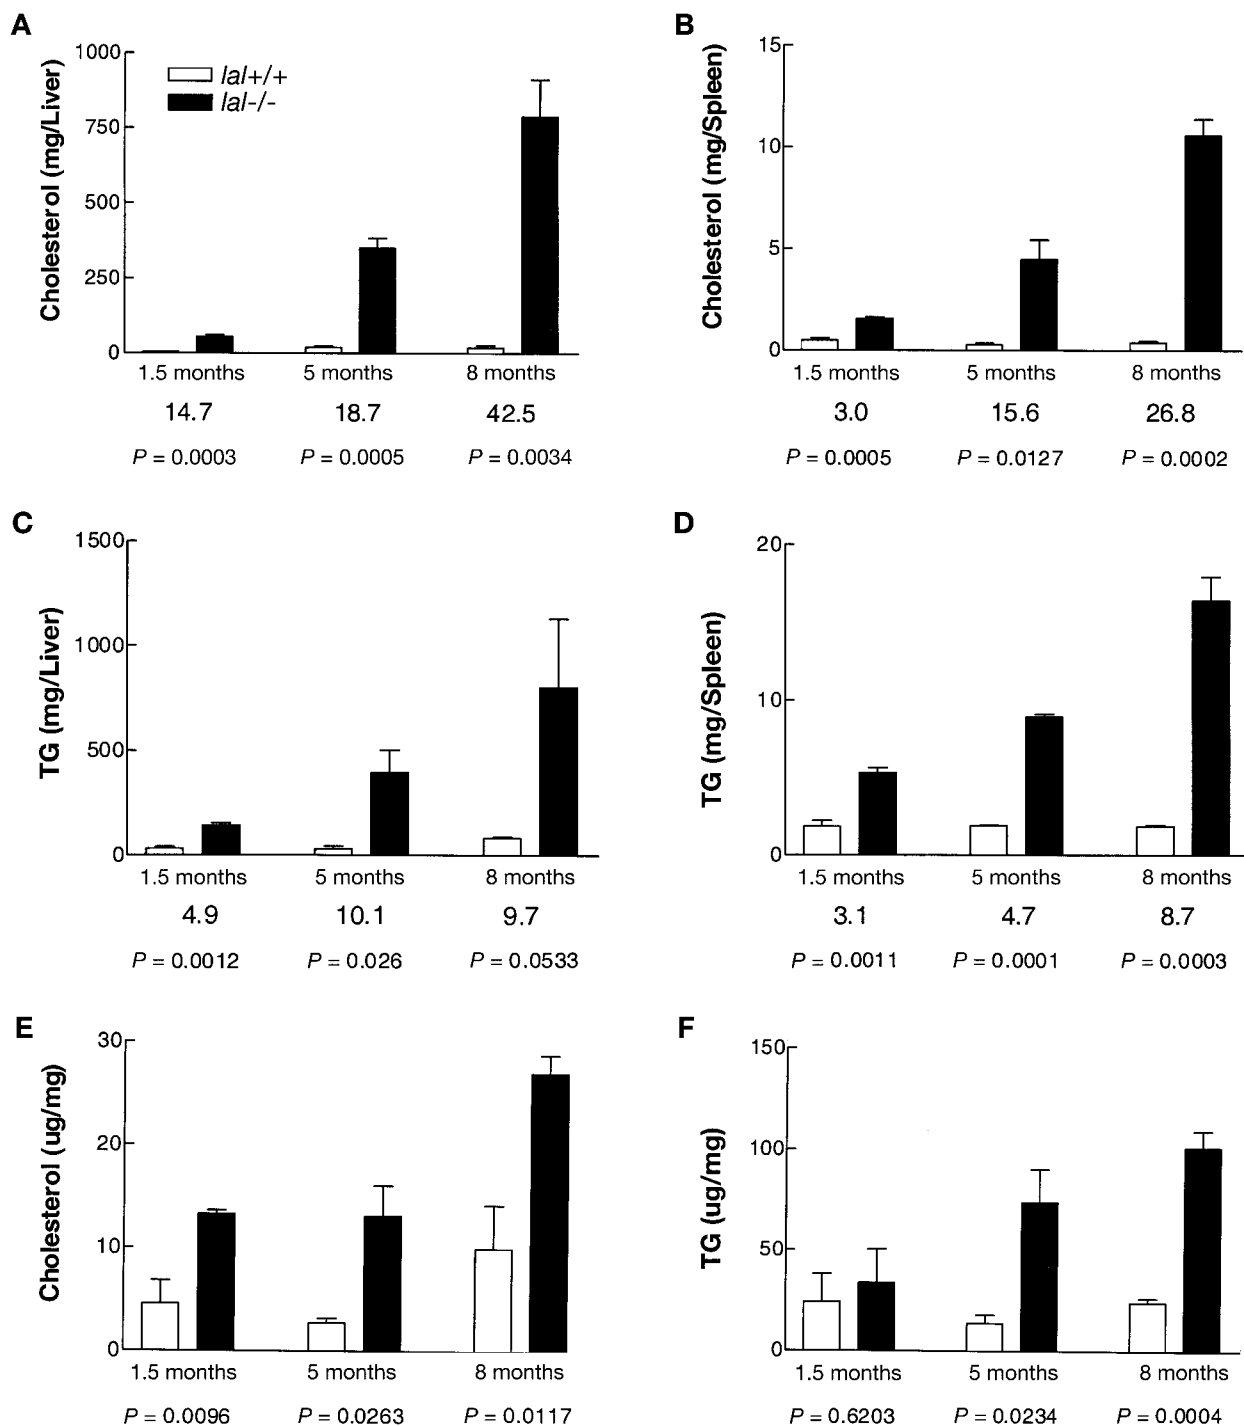 A
Cholesterol (mg/Liver)
1000
750
500
250
0
lal+/+
lal-/-
1.5 months 5 months 8 months
14.7 18.7 42.5
P = 0.0003 P = 0.0005 P = 0.0034
B
Cholesterol (mg/Spleen)
15
10
5
0
1.5 months 5 months 8 months
3.0 15.6 26.8
P = 0.0005 P = 0.0127 P = 0.0002
C
TG (mg/Liver)
1500
1000
500
0
1.5 months 5 months 8 months
4.9 10.1 9.7
P = 0.0012 P = 0.026 P = 0.0533
D
TG (mg/Spleen)
20
10
0
1.5 months 5 months 8 months
3.1 4.7 8.7
P = 0.0011 P = 0.0001 P = 0.0003
E
Cholesterol (ug/mg)
30
20
10
0
1.5 months 5 months 8 months
P = 0.0096 P = 0.0263 P = 0.0117
F
TG (ug/mg)
150
100
50
0
1.5 months 5 months 8 months
P = 0.6203 P = 0.0234 P = 0.0004